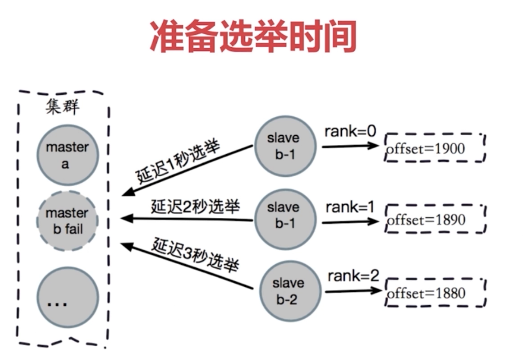 准备选举时间
集群
master
a
master
b fail
...
延迟1秒选举
延迟2秒选举
延迟3秒选举
slave
b-1
rank=0
offset=1900
slave
b-1
rank=1
offset=1890
slave
b-2
rank=2
offset=1880